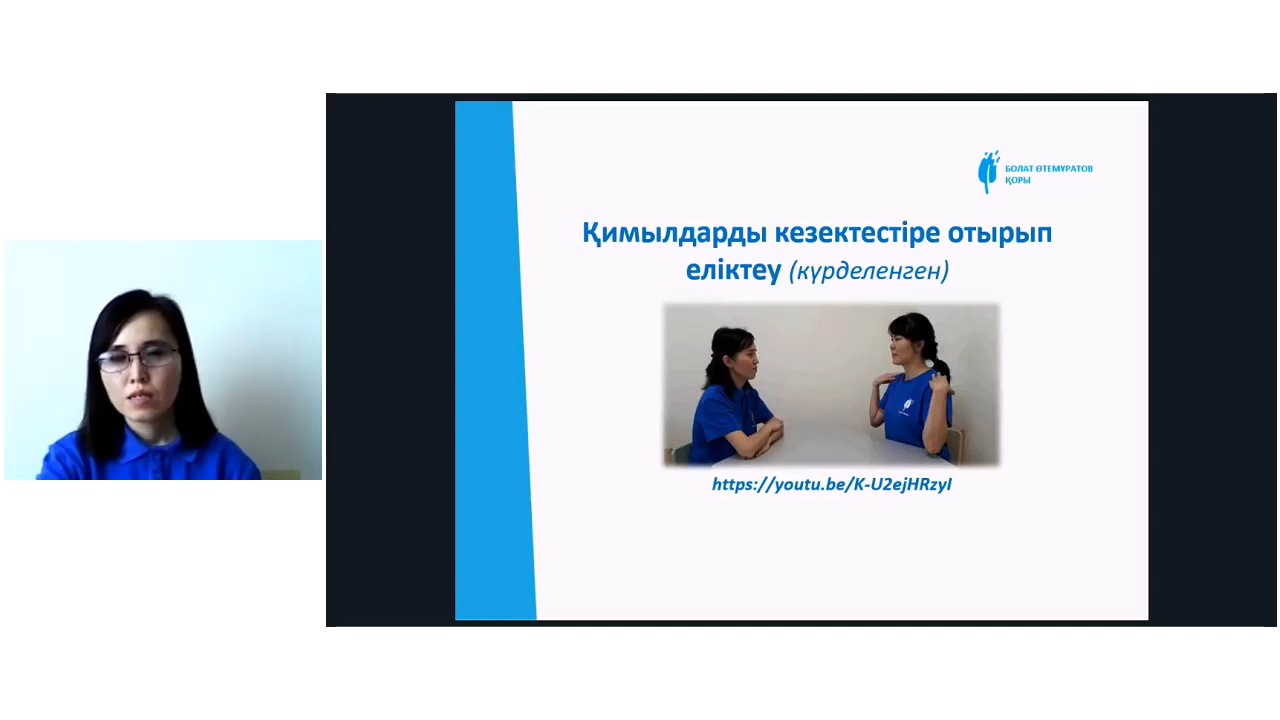 БОЛАТ ӨТЕМҰРАТОВ
ҚОРЫ
Қимылдарды кезектестіре отырып
еліктеу (күрделенген)
https://youtu.be/K-U2ejHRzyI